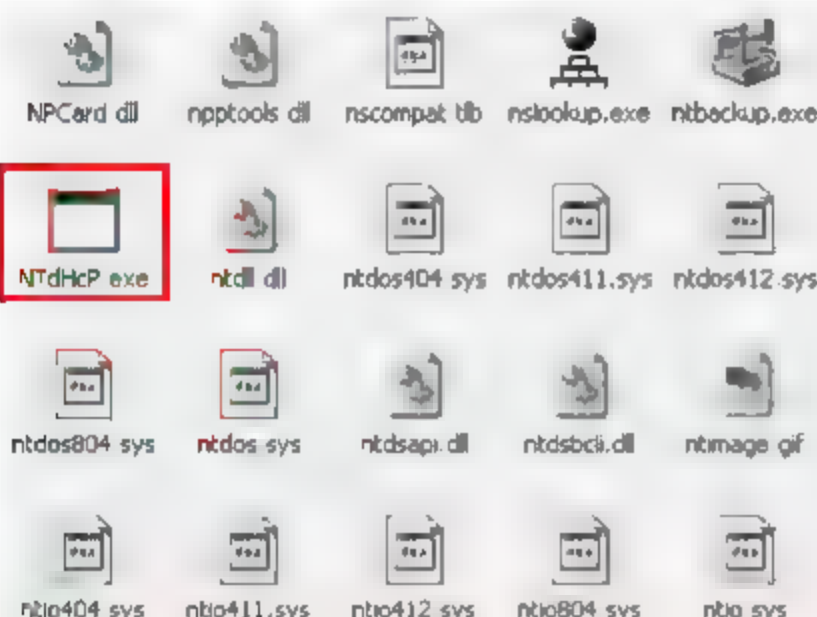 NPCard.dll npptools.dll nscompat.tlb nslookup.exe ntbackup.exe
NTdHcP.exe ntdll.dll ntdos404.sys ntdos411.sys ntdos412.sys
ntdos804.sys ntdos.sys ntdsapi.dll ntdsbcli.dll ntimage.gif
ntio404.sys ntio411.sys ntio412.sys ntio804.sys ntio.sys